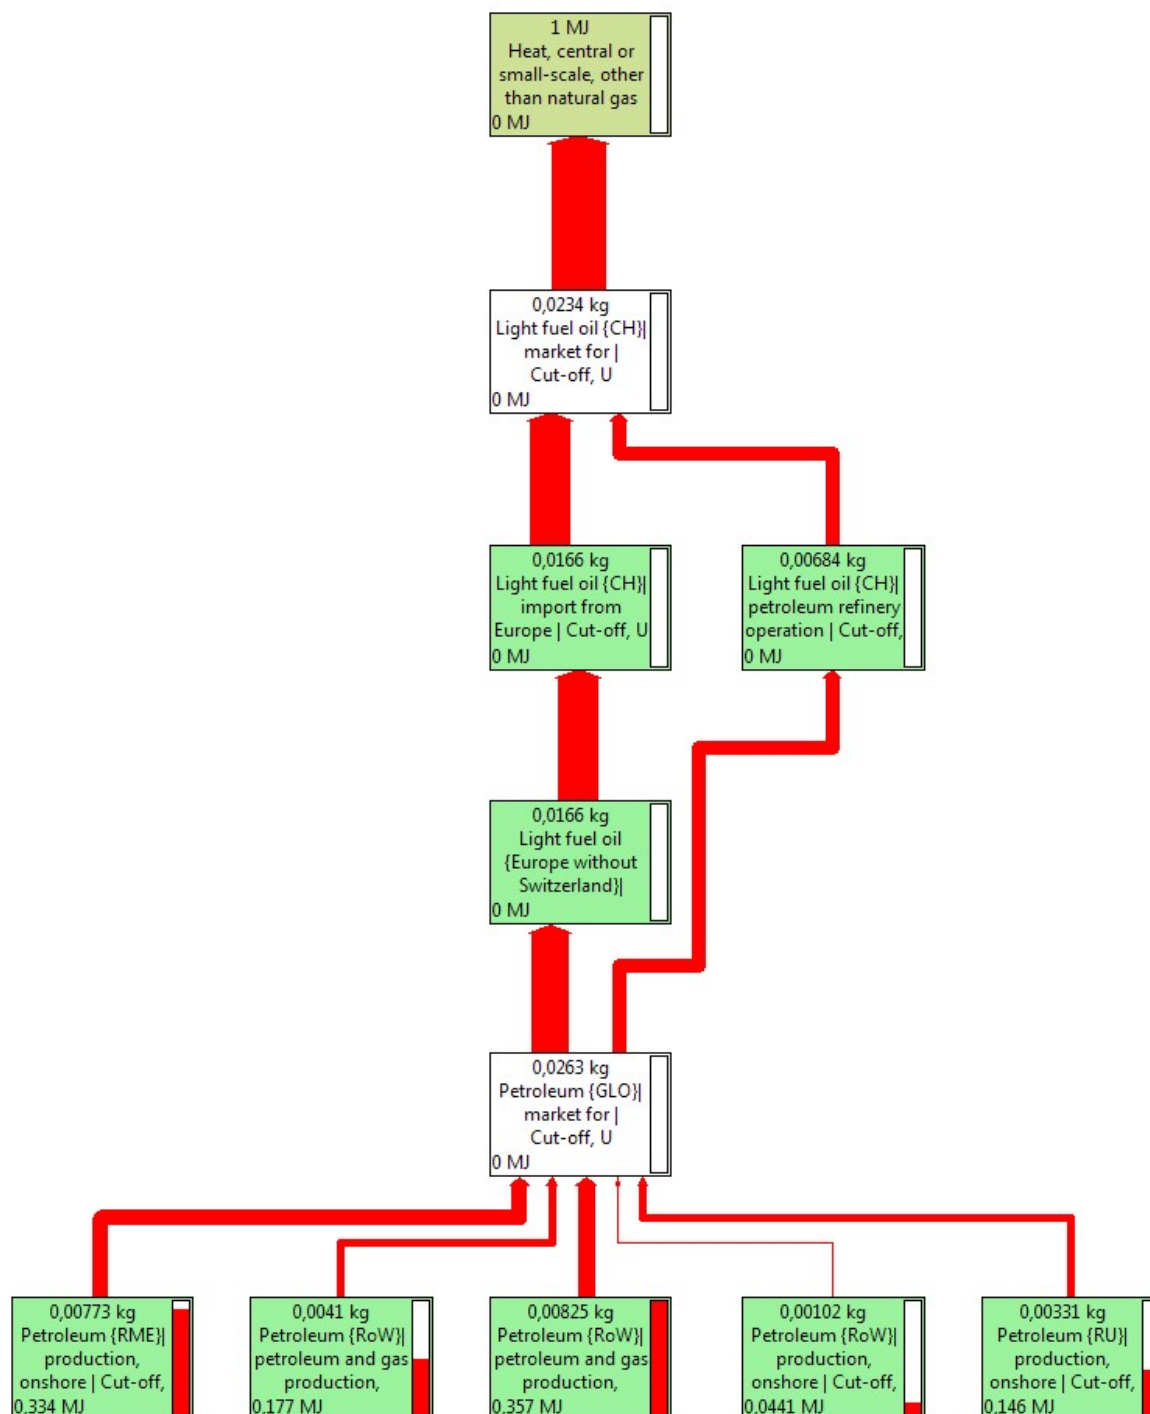 1 MJ
Heat, central or
small-scale, other
than natural gas
0 MJ
0,0234 kg
Light fuel oil {CH}|
market for |
Cut-off, U
0 MJ
0,0166 kg
Light fuel oil {CH}|
import from
Europe | Cut-off, U
0 MJ
0,00684 kg
Light fuel oil {CH}|
petroleum refinery
operation | Cut-off,
0 MJ
0,0166 kg
Light fuel oil
{Europe without
Switzerland}|
0 MJ
0,0263 kg
Petroleum {GLO}|
market for |
Cut-off, U
0 MJ
0,00773 kg
Petroleum {RME}|
production,
onshore | Cut-off,
0,334 MJ
0,0041 kg
Petroleum {RoW}|
petroleum and gas
production,
0,177 MJ
0,00825 kg
Petroleum {RoW}|
petroleum and gas
production,
0,357 MJ
0,00102 kg
Petroleum {RoW}|
production,
onshore | Cut-off,
0,0441 MJ
0,00331 kg
Petroleum {RU}|
production,
onshore | Cut-off,
0,146 MJ